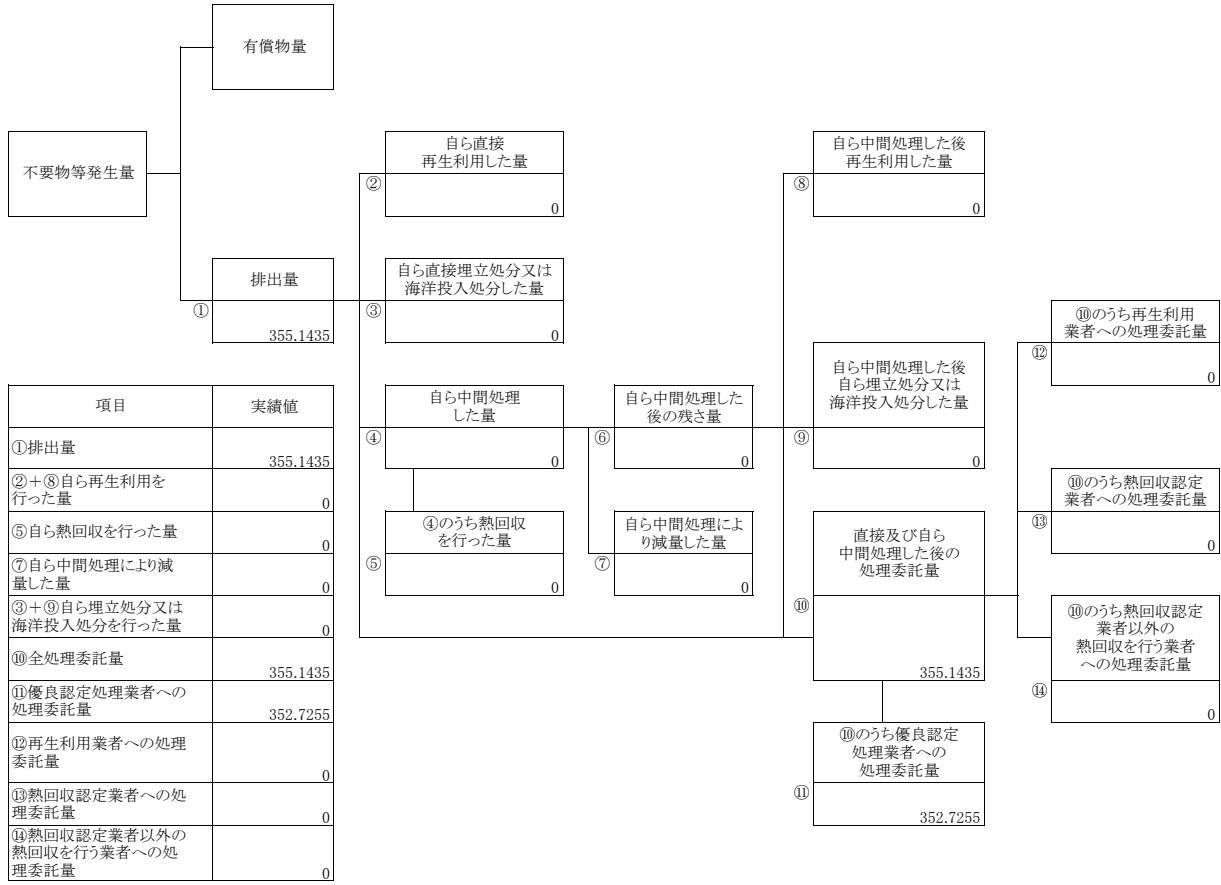 有償物量
不要物等発生量
自ら直接
再生利用した量
②
0
自ら中間処理した後
再生利用した量
⑧
0
排出量
①
355.1435
自ら直接埋立処分又は
海洋投入処分した量
③
0
自ら中間処理
した量
④
0
自ら中間処理した
後の残さ量
⑥
0
自ら中間処理した後
自ら埋立処分又は
海洋投入処分した量
⑨
0
⑩のうち再生利用
業者への処理委託量
⑫
0
④のうち熱回収
を行った量
⑤
0
自ら中間処理によ
り減量した量
⑦
0
直接及び自ら
中間処理した後の
処理委託量
⑩
355.1435
⑩のうち熱回収認定
業者への処理委託量
⑬
0
⑩のうち熱回収認定
業者以外の
熱回収を行う業者
への処理委託量
⑭
0
⑩のうち優良認定
処理業者への
処理委託量
⑪
352.7255
項目 実績値
①排出量
355.1435
②＋⑧自ら再生利用を
行った量
0
⑤自ら熱回収を行った量
0
⑦自ら中間処理により減
量した量
0
③＋⑨自ら埋立処分又は
海洋投入処分を行った量
0
⑩全処理委託量
355.1435
⑪優良認定処理業者への
処理委託量
352.7255
⑫再生利用業者への処理
委託量
0
⑬熱回収認定業者への処
理委託量
0
⑭熱回収認定業者以外の
熱回収を行う業者への処
理委託量
0